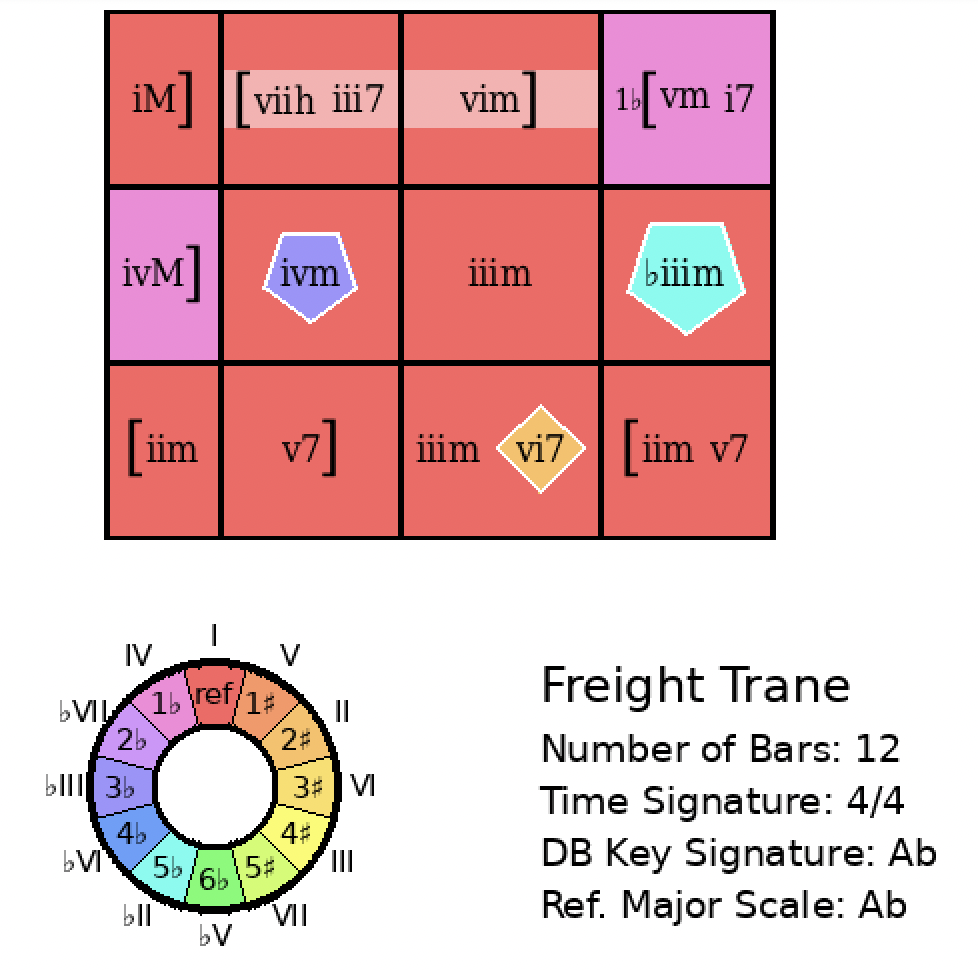 iM] [viih iii7 vim] 1♭[vm i7
ivM] ivm iiim ♭iiim
[iim v7] iiim vi7 [iim v7
I
IV V
♭VII II
♭III VI
♭VI III
♭II VII
♭V
ref
1♭ 1♯
2♭ 2♯
3♭ 3♯
4♭ 4♯
5♭ 5♯
6♭
Freight Trane
Number of Bars: 12
Time Signature: 4/4
DB Key Signature: Ab
Ref. Major Scale: Ab